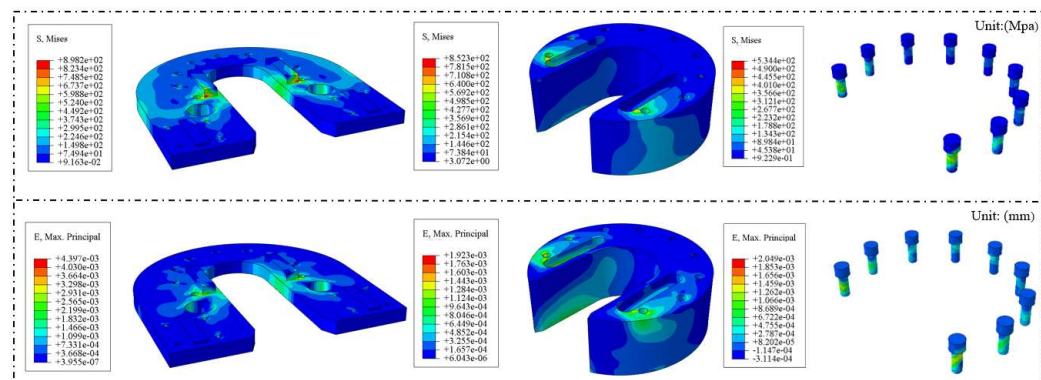 Unit:(Mpa)
S, Mises
+8.982e+02
+8.234e+02
+7.485e+02
+6.737e+02
+5.988e+02
+5.240e+02
+4.492e+02
+3.743e+02
+2.995e+02
+2.246e+02
+1.498e+02
+7.494e+01
+9.163e-02
S, Mises
+8.523e+02
+7.815e+02
+7.108e+02
+6.400e+02
+5.692e+02
+4.985e+02
+4.277e+02
+3.569e+02
+2.861e+02
+2.154e+02
+1.446e+02
+7.384e+01
+3.072e+00
S, Mises
+5.344e+02
+4.900e+02
+4.455e+02
+4.010e+02
+3.566e+02
+3.121e+02
+2.677e+02
+2.232e+02
+1.788e+02
+1.343e+02
+8.984e+01
+4.538e+01
+9.229e-01
Unit: (mm)
E, Max. Principal
+4.397e-03
+4.030e-03
+3.664e-03
+3.298e-03
+2.931e-03
+2.565e-03
+2.199e-03
+1.832e-03
+1.466e-03
+1.099e-03
+7.331e-04
+3.668e-04
+3.955e-07
E, Max. Principal
+1.923e-03
+1.763e-03
+1.603e-03
+1.443e-03
+1.284e-03
+1.124e-03
+9.643e-04
+8.046e-04
+6.449e-04
+4.852e-04
+3.255e-04
+1.657e-04
+6.043e-06
E, Max. Principal
+2.049e-03
+1.853e-03
+1.656e-03
+1.459e-03
+1.262e-03
+1.066e-03
+8.689e-04
+6.722e-04
+4.755e-04
+2.787e-04
+8.202e-05
-1.147e-04
-3.114e-04